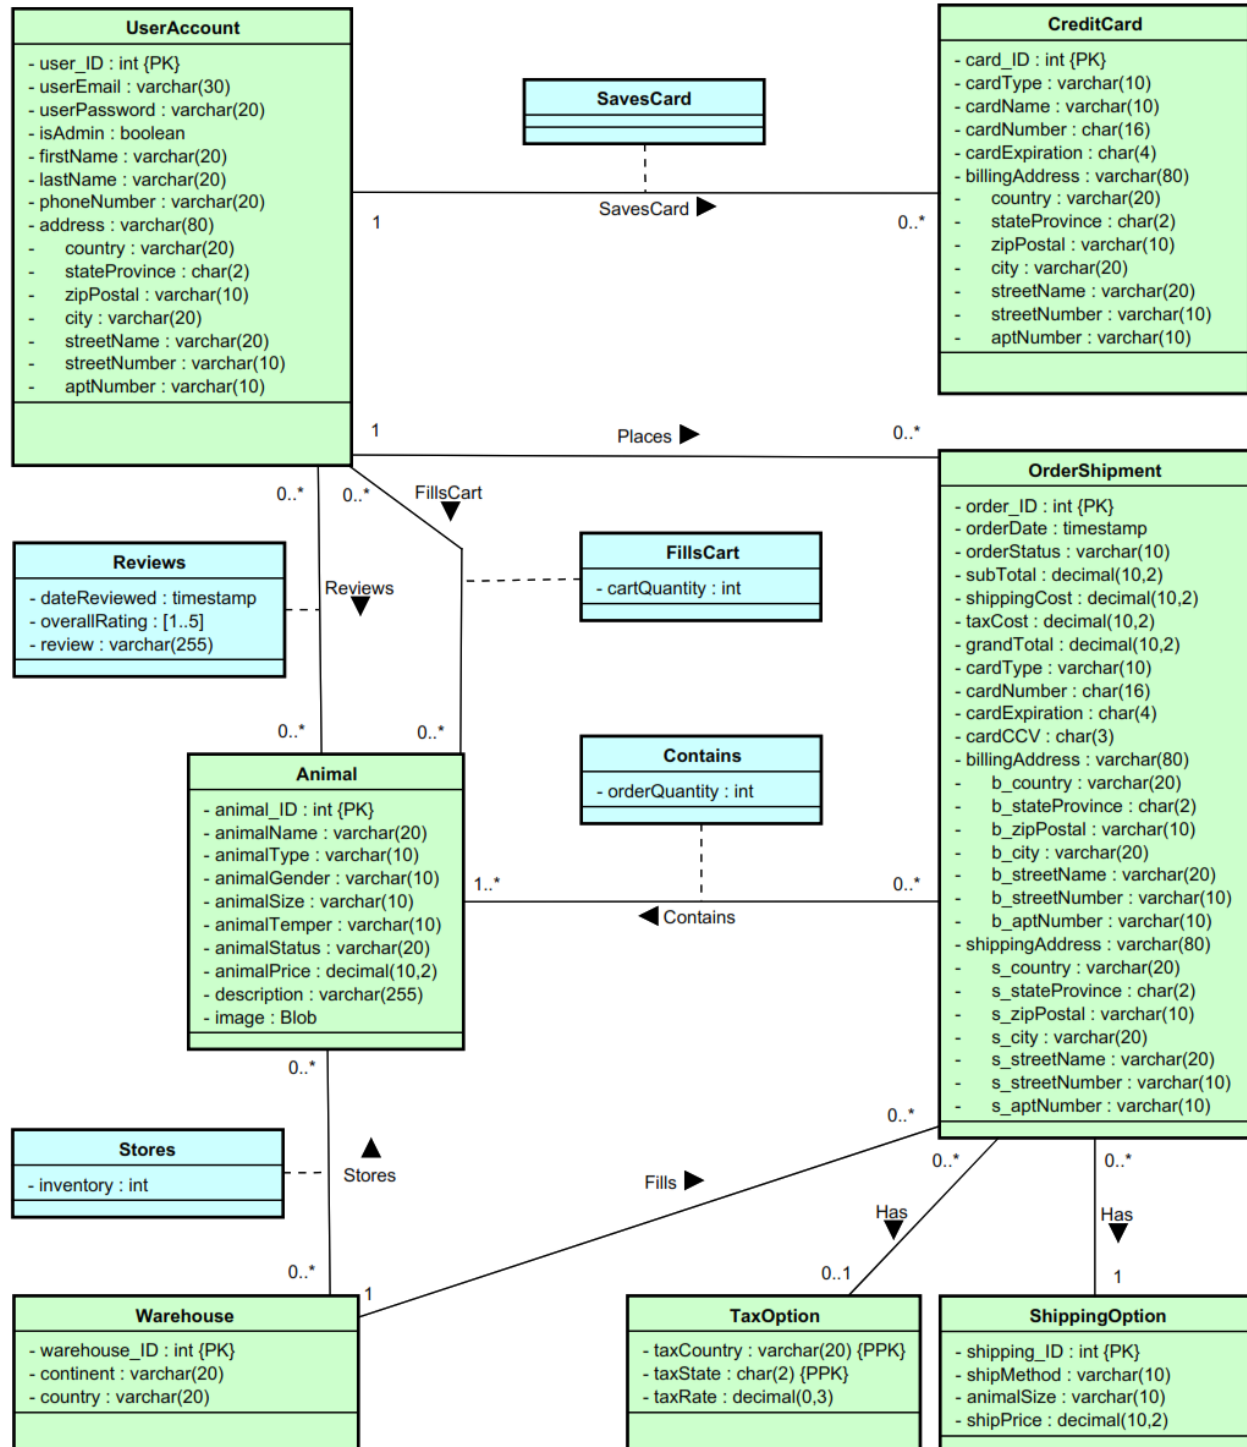 UserAccount
- user_ID : int {PK}
- userEmail : varchar(30)
- userPassword : varchar(20)
- isAdmin : boolean
- firstName : varchar(20)
- lastName : varchar(20)
- phoneNumber : varchar(20)
- address : varchar(80)
- country : varchar(20)
- stateProvince : char(2)
- zipPostal : varchar(10)
- city : varchar(20)
- streetName : varchar(20)
- streetNumber : varchar(10)
- aptNumber : varchar(10)
SavesCard
1
SavesCard ▶
0..*
CreditCard
- card_ID : int {PK}
- cardType : varchar(10)
- cardName : varchar(10)
- cardNumber : char(16)
- cardExpiration : char(4)
- billingAddress : varchar(80)
- country : varchar(20)
- stateProvince : char(2)
- zipPostal : varchar(10)
- city : varchar(20)
- streetName : varchar(20)
- streetNumber : varchar(10)
- aptNumber : varchar(10)
1
Places ▶
0..*
0..*
0..*
FillsCart
▼
Reviews
- dateReviewed : timestamp
- overallRating : [1..5]
- review : varchar(255)
Reviews
▼
FillsCart
- cartQuantity : int
0..*
0..*
OrderShipment
- order_ID : int {PK}
- orderDate : timestamp
- orderStatus : varchar(10)
- subTotal : decimal(10,2)
- shippingCost : decimal(10,2)
- taxCost : decimal(10,2)
- grandTotal : decimal(10,2)
- cardType : varchar(10)
- cardNumber : char(16)
- cardExpiration : char(4)
- cardCCV : char(3)
- billingAddress : varchar(80)
- b_country : varchar(20)
- b_stateProvince : char(2)
- b_zipPostal : varchar(10)
- b_city : varchar(20)
- b_streetName : varchar(20)
- b_streetNumber : varchar(10)
- b_aptNumber : varchar(10)
- shippingAddress : varchar(80)
- s_country : varchar(20)
- s_stateProvince : char(2)
- s_zipPostal : varchar(10)
- s_city : varchar(20)
- s_streetName : varchar(20)
- s_streetNumber : varchar(10)
- s_aptNumber : varchar(10)
Animal
- animal_ID : int {PK}
- animalName : varchar(20)
- animalType : varchar(10)
- animalGender : varchar(10)
- animalSize : varchar(10)
- animalTemper : varchar(10)
- animalStatus : varchar(20)
- animalPrice : decimal(10,2)
- description : varchar(255)
- image : Blob
Contains
- orderQuantity : int
1..*
◀ Contains
0..*
0..*
Stores
- inventory : int
▲
Stores
0..*
0..*
Fills ▶
1
0..*
Has
▼
0..1
0..*
Has
▼
1
Warehouse
- warehouse_ID : int {PK}
- continent : varchar(20)
- country : varchar(20)
TaxOption
- taxCountry : varchar(20) {PPK}
- taxState : char(2) {PPK}
- taxRate : decimal(0,3)
ShippingOption
- shipping_ID : int {PK}
- shipMethod : varchar(10)
- animalSize : varchar(10)
- shipPrice : decimal(10,2)